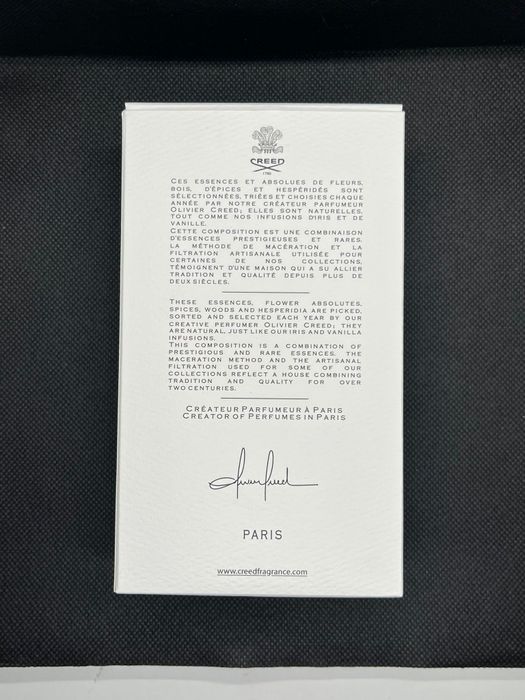 CREED
1760
CES ESSENCES ET ABSOLUES DE FLEURS,
BOIS, D'ÉPICES ET HESPÉRIDÉS SONT
SÉLECTIONNÉES, TRIÉES ET CHOISIES CHAQUE
ANNÉE PAR NOTRE CRÉATEUR PARFUMEUR
OLIVIER CREED; ELLES SONT NATURELLES,
TOUT COMME NOS INFUSIONS D'IRIS ET DE
VANILLE.
CETTE COMPOSITION EST UNE COMBINAISON
D'ESSENCES PRESTIGIEUSES ET RARES.
LA MÉTHODE DE MACÉRATION ET LA
FILTRATION ARTISANALE UTILISÉE POUR
CERTAINES DE NOS COLLECTIONS,
TÉMOIGNENT D'UNE MAISON QUI A SU ALLIER
TRADITION ET QUALITÉ DEPUIS PLUS DE
DEUX SIÈCLES.
THESE ESSENCES, FLOWER ABSOLUTES,
SPICES, WOODS AND HESPERIDIA ARE PICKED,
SORTED AND SELECTED EACH YEAR BY OUR
CREATIVE PERFUMER OLIVIER CREED; THEY
ARE NATURAL, JUST LIKE OUR IRIS AND VANILLA
INFUSIONS.
THIS COMPOSITION IS A COMBINATION OF
PRESTIGIOUS AND RARE ESSENCES. THE
MACERATION METHOD AND THE ARTISANAL
FILTRATION USED FOR SOME OF OUR
COLLECTIONS REFLECT A HOUSE COMBINING
TRADITION AND QUALITY FOR OVER
TWO CENTURIES.
CRÉATEUR PARFUMEUR À PARIS
CREATOR OF PERFUMES IN PARIS
PARIS
www.creedfragrance.com